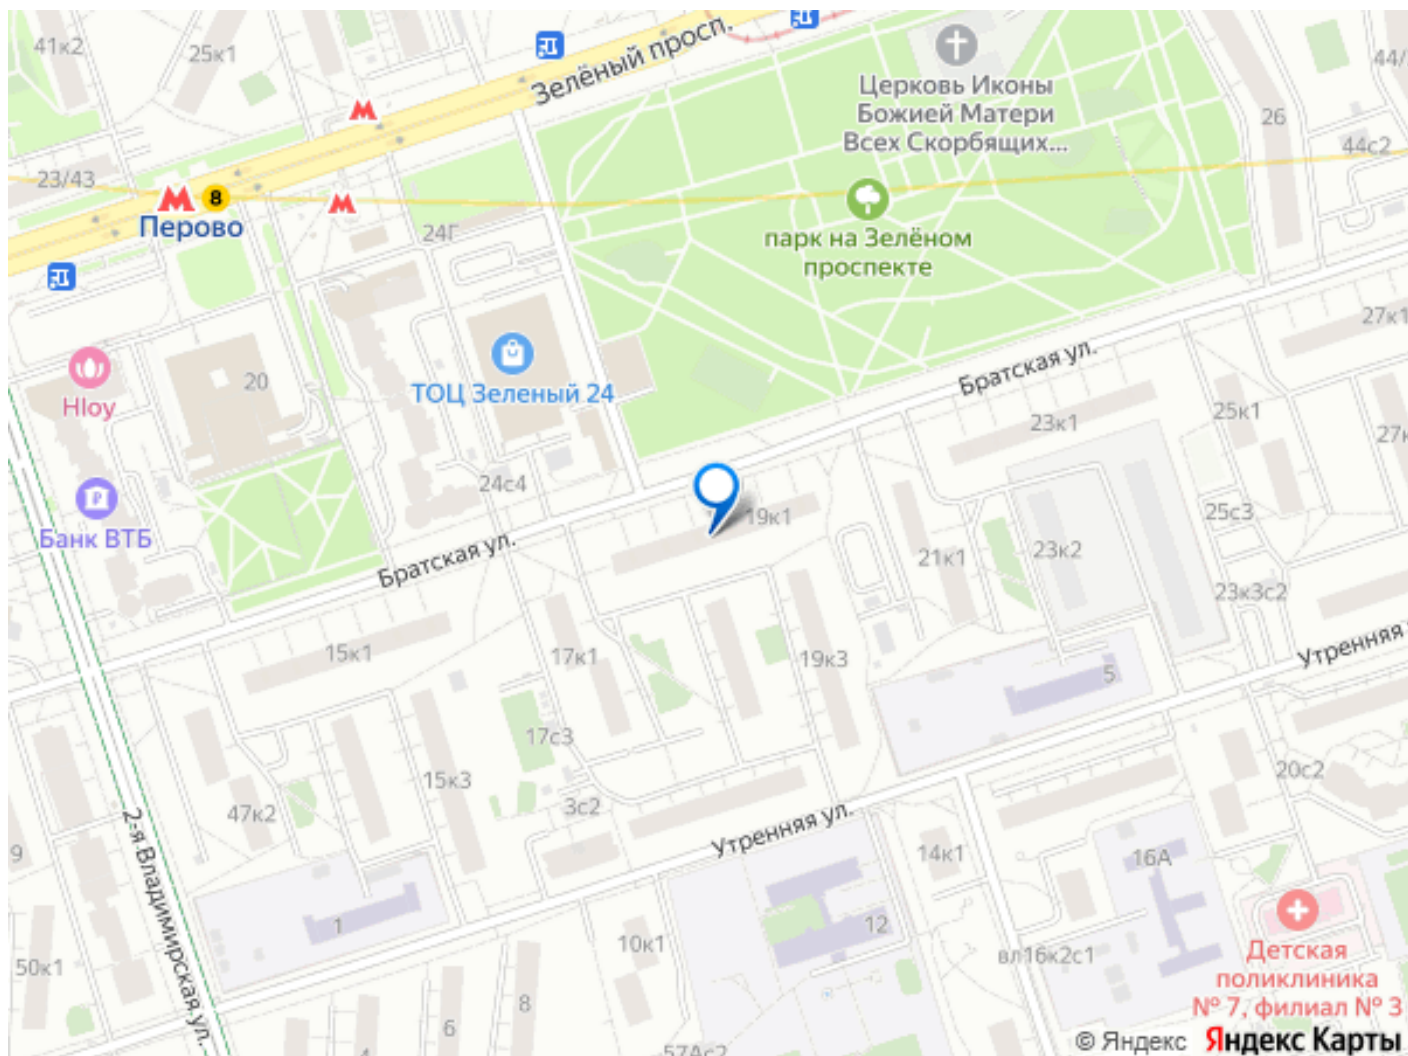 41к2
25к1
Зелёный просп.
Церковь Иконы
Божией Матери
Всех Скорбящих...
44/
26
44с2
23/43
8
Перово
24Г
парк на Зелёном
проспекте
27к1
20
Hloy
ТОЦ Зеленый 24
Братская ул.
23к1
25к1
27к
24с4
Банк ВТБ
Братская ул.
19к1
21к1
23к2
25с3
23к3с2
15к1
17к1
19к3
5
Утренняя
17с3
15к3
3с2
47к2
20с2
2-я Владимирская ул.
Утренняя ул.
14к1
16А
9
1
12
10к1
50к1
вл16к2с1
Детская
поликлиника
№ 7, филиал № 3
8
6
4
57Ас2
© Яндекс Яндекс Карты